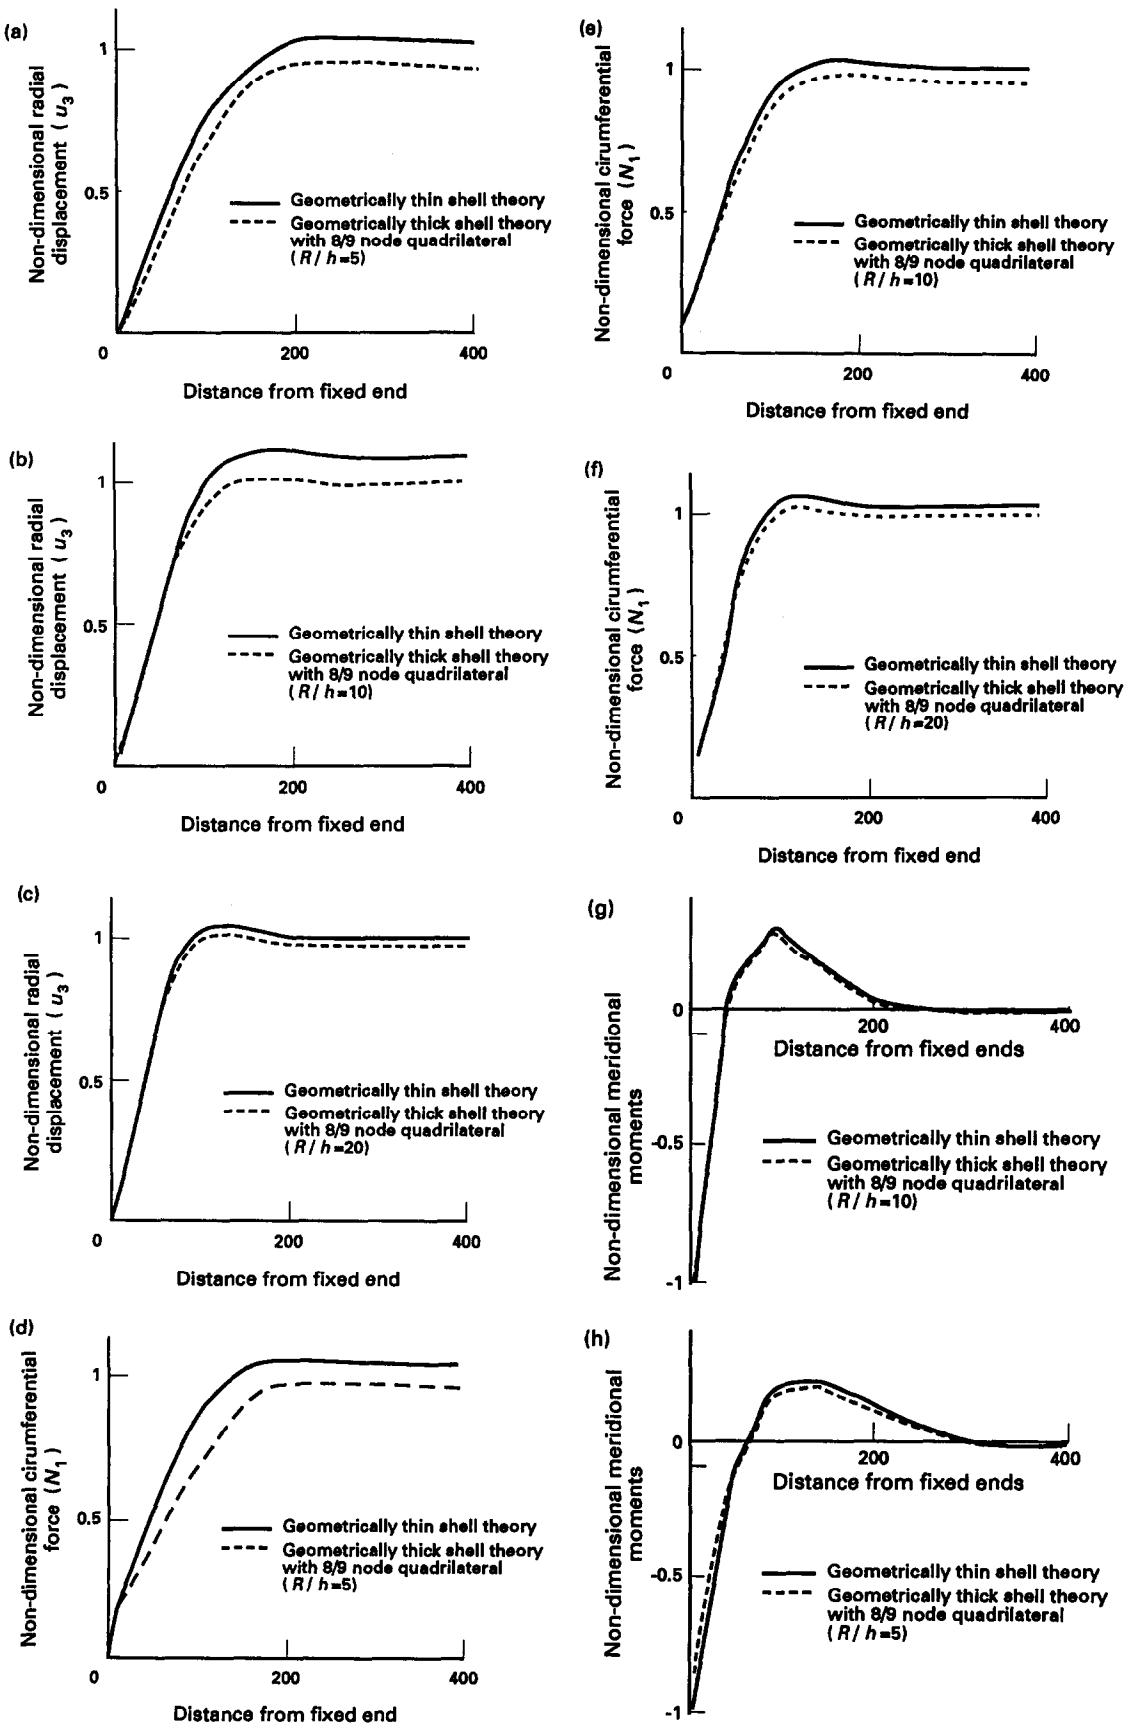 (a)
Non-dimensional radial
displacement ( u3)
1
0.5
0
200
400
Distance from fixed end
Geometrically thin shell theory
Geometrically thick shell theory
with 8/9 node quadrilateral
( R / h=5)
(b)
Non-dimensional radial
displacement ( u3)
1
0.5
0
200
400
Distance from fixed end
Geometrically thin shell theory
Geometrically thick shell theory
with 8/9 node quadrilateral
( R / h=10)
(c)
Non-dimensional radial
displacement ( u3)
1
0.5
0
200
400
Distance from fixed end
Geometrically thin shell theory
Geometrically thick shell theory
with 8/9 node quadrilateral
( R / h=20)
(d)
Non-dimensional cirumferential
force (N1)
1
0.5
0
200
400
Distance from fixed end
Geometrically thin shell theory
Geometrically thick shell theory
with 8/9 node quadrilateral
( R / h=5)
(e)
Non-dimensional cirumferential
force (N1)
1
0.5
0
200
400
Distance from fixed end
Geometrically thin shell theory
Geometrically thick shell theory
with 8/9 node quadrilateral
( R / h=10)
(f)
Non-dimensional cirumferential
force (N1)
1
0.5
0
200
400
Distance from fixed end
Geometrically thin shell theory
Geometrically thick shell theory
with 8/9 node quadrilateral
( R / h=20)
(g)
Non-dimensional meridional
moments
0
-0.5
-1
200
400
Distance from fixed ends
Geometrically thin shell theory
Geometrically thick shell theory
with 8/9 node quadrilateral
( R / h=10)
(h)
Non-dimensional meridional
moments
0
-0.5
-1
200
400
Distance from fixed ends
Geometrically thin shell theory
Geometrically thick shell theory
with 8/9 node quadrilateral
( R / h=5)